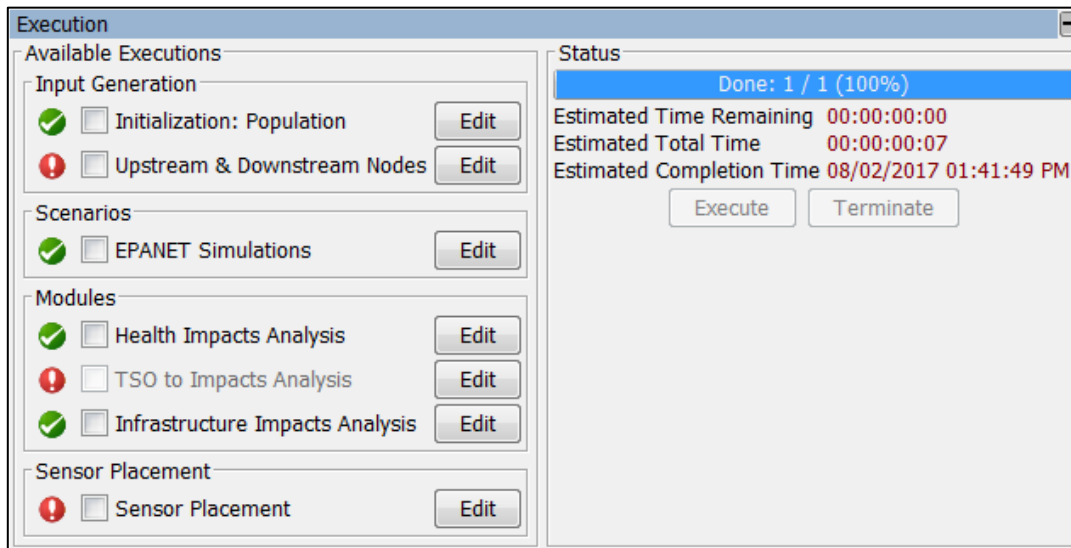 Execution
Available Executions
Input Generation
Initialization: Population Edit
Upstream & Downstream Nodes Edit
Scenarios
EPANET Simulations Edit
Modules
Health Impacts Analysis Edit
TSO to Impacts Analysis Edit
Infrastructure Impacts Analysis Edit
Sensor Placement
Sensor Placement Edit
Status
Done: 1 / 1 (100%)
Estimated Time Remaining 00:00:00:00
Estimated Total Time 00:00:00:07
Estimated Completion Time 08/02/2017 01:41:49 PM
Execute Terminate